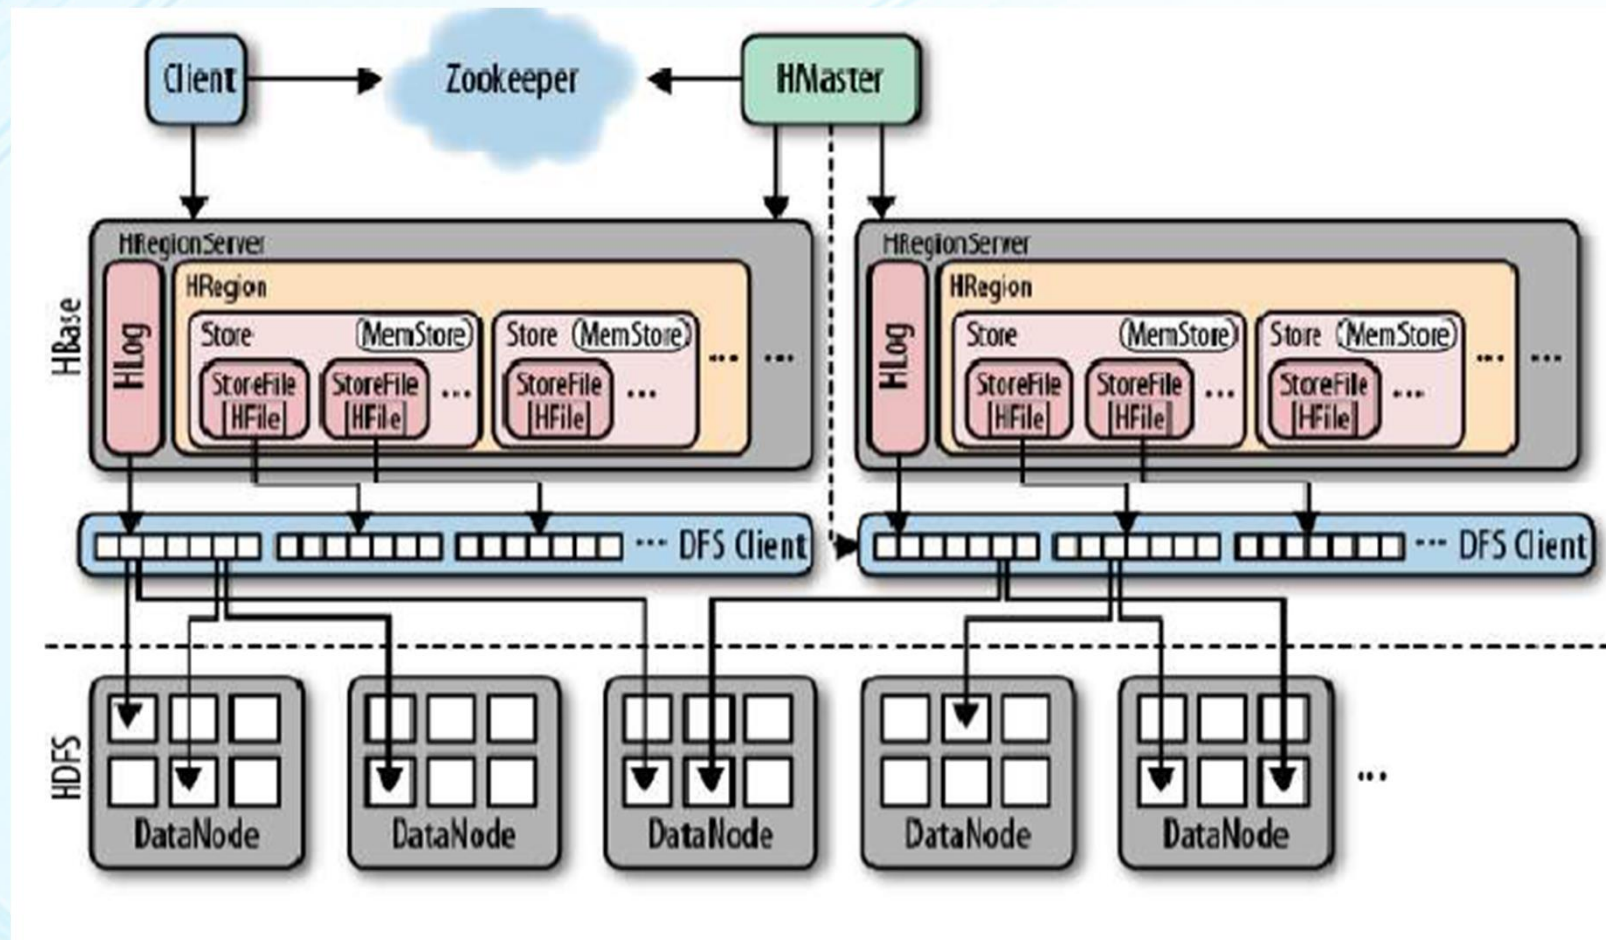 Client
Zookeeper
HMaster
HBase
HRegionServer
HLog
HRegion
Store
MemStore
StoreFile
HFile
StoreFile
HFile
...
Store
MemStore
StoreFile
HFile
...
...
...
HRegionServer
HLog
HRegion
Store
MemStore
StoreFile
HFile
StoreFile
HFile
...
Store
MemStore
StoreFile
HFile
...
...
...
... DFS Client
... DFS Client
HDFS
DataNode
DataNode
DataNode
DataNode
DataNode
...